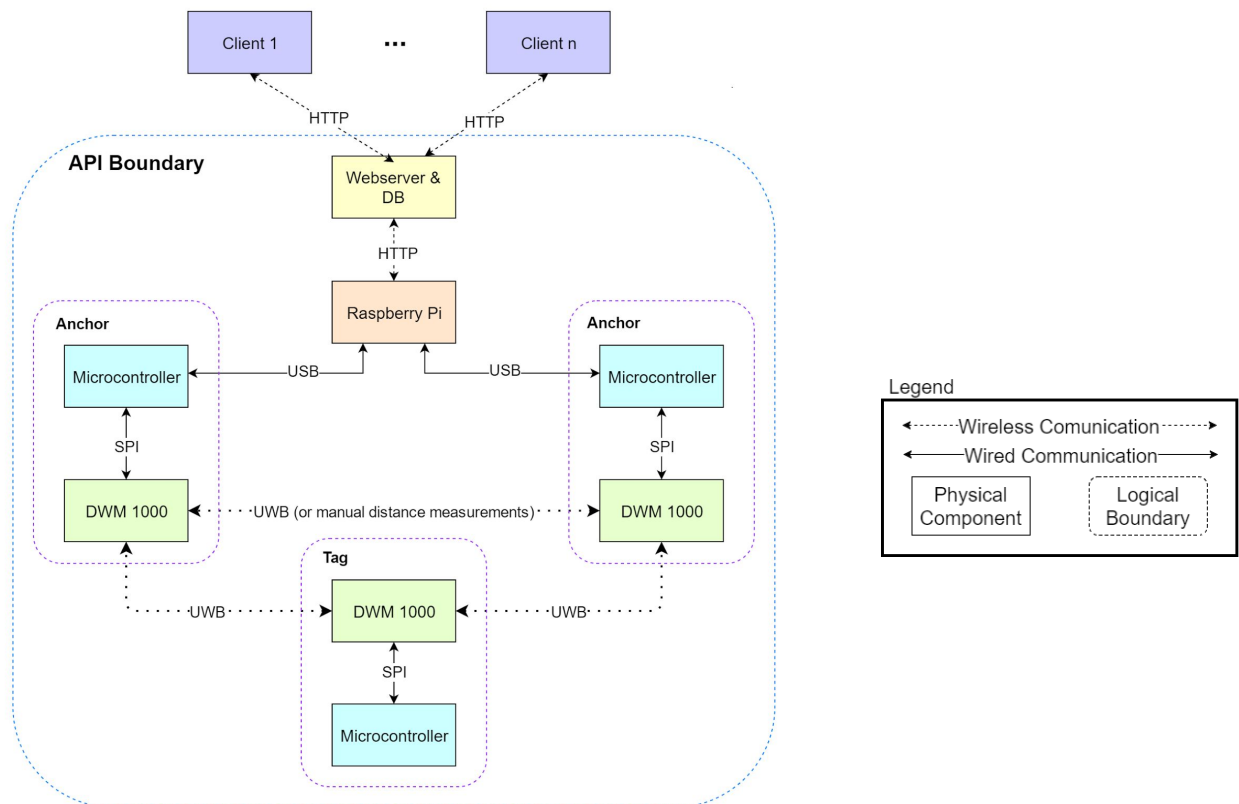 Client 1
...
Client n
HTTP
HTTP
API Boundary
Webserver &
DB
HTTP
Raspberry Pi
Anchor
Anchor
Microcontroller
USB
USB
Microcontroller
SPI
SPI
DWM 1000
UWB (or manual distance measurements)
DWM 1000
Tag
DWM 1000
UWB
UWB
SPI
Microcontroller
Legend
Wireless Comunication
Wired Communication
Physical
Component
Logical
Boundary